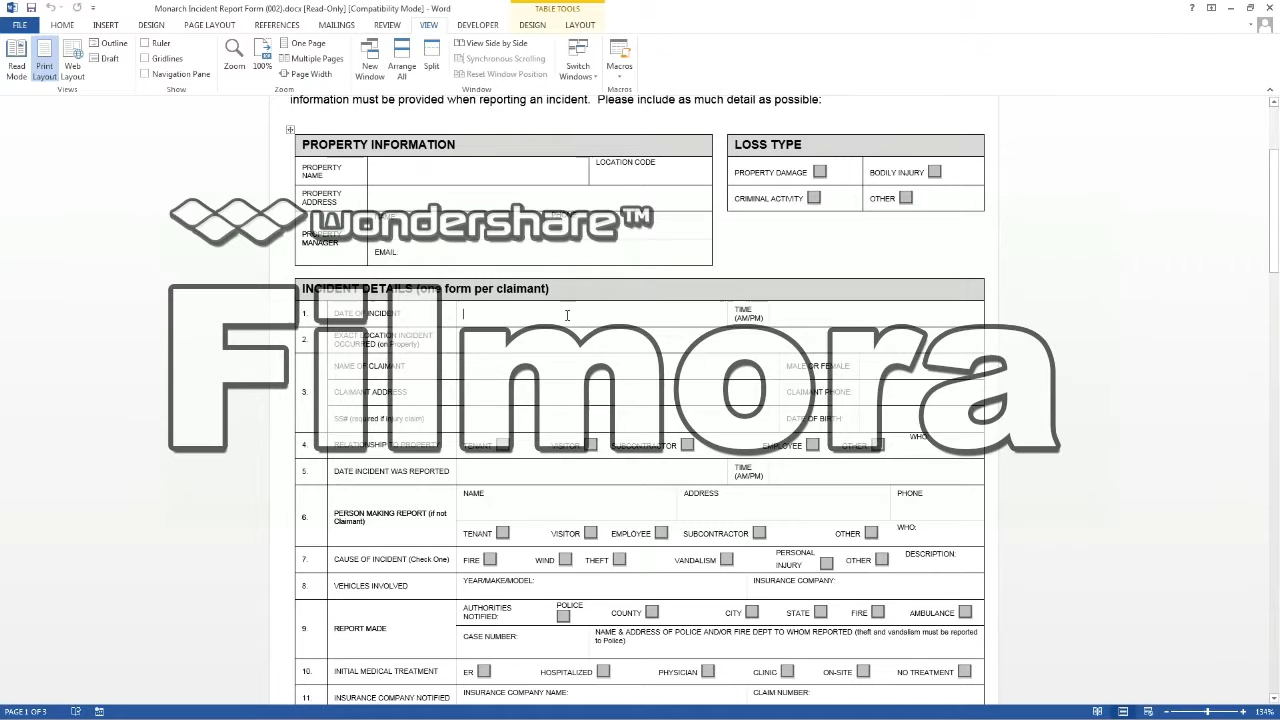 Monarch Incident Report Form (002).docx [Read-Only] [Compatibility Mode] - Word
TABLE TOOLS
FILE HOME INSERT DESIGN PAGE LAYOUT REFERENCES MAILINGS REVIEW VIEW DEVELOPER DESIGN LAYOUT
Read Mode
Print Layout
Web Layout
Outline
Draft
Views
Ruler
Gridlines
Navigation Pane
Show
Zoom
100%
One Page
Multiple Pages
Page Width
Zoom
New Window
Arrange All
Split
View Side by Side
Synchronous Scrolling
Reset Window Position
Window
Switch Windows
Macros
Macros
information must be provided when reporting an incident. Please include as much detail as possible:
PROPERTY INFORMATION
PROPERTY NAME
LOCATION CODE
PROPERTY ADDRESS
PROPERTY MANAGER
NAME
PHONE
EMAIL:
LOSS TYPE
PROPERTY DAMAGE
BODILY INJURY
CRIMINAL ACTIVITY
OTHER
wondershare™
Filmora
INCIDENT DETAILS (one form per claimant)
1. DATE OF INCIDENT TIME (AM/PM)
2. EXACT LOCATION INCIDENT OCCURRED (on Property)
3. NAME OF CLAIMANT MALE OR FEMALE:
CLAIMANT ADDRESS CLAIMANT PHONE:
SS# (required if injury claim) DATE OF BIRTH:
4. RELATIONSHIP TO PROPERTY TENANT VISITOR SUBCONTRACTOR EMPLOYEE OTHER WHO:
5. DATE INCIDENT WAS REPORTED TIME (AM/PM)
6. PERSON MAKING REPORT (if not Claimant)
NAME ADDRESS PHONE
TENANT VISITOR EMPLOYEE SUBCONTRACTOR OTHER WHO:
7. CAUSE OF INCIDENT (Check One) FIRE WIND THEFT VANDALISM PERSONAL INJURY OTHER DESCRIPTION:
8. VEHICLES INVOLVED YEAR/MAKE/MODEL: INSURANCE COMPANY:
9. REPORT MADE
AUTHORITIES NOTIFIED: POLICE COUNTY CITY STATE FIRE AMBULANCE
CASE NUMBER: NAME & ADDRESS OF POLICE AND/OR FIRE DEPT TO WHOM REPORTED (theft and vandalism must be reported to Police)
10. INITIAL MEDICAL TREATMENT ER HOSPITALIZED PHYSICIAN CLINIC ON-SITE NO TREATMENT
11. INSURANCE COMPANY NOTIFIED INSURANCE COMPANY NAME: CLAIM NUMBER:
PAGE 1 OF 3
134%